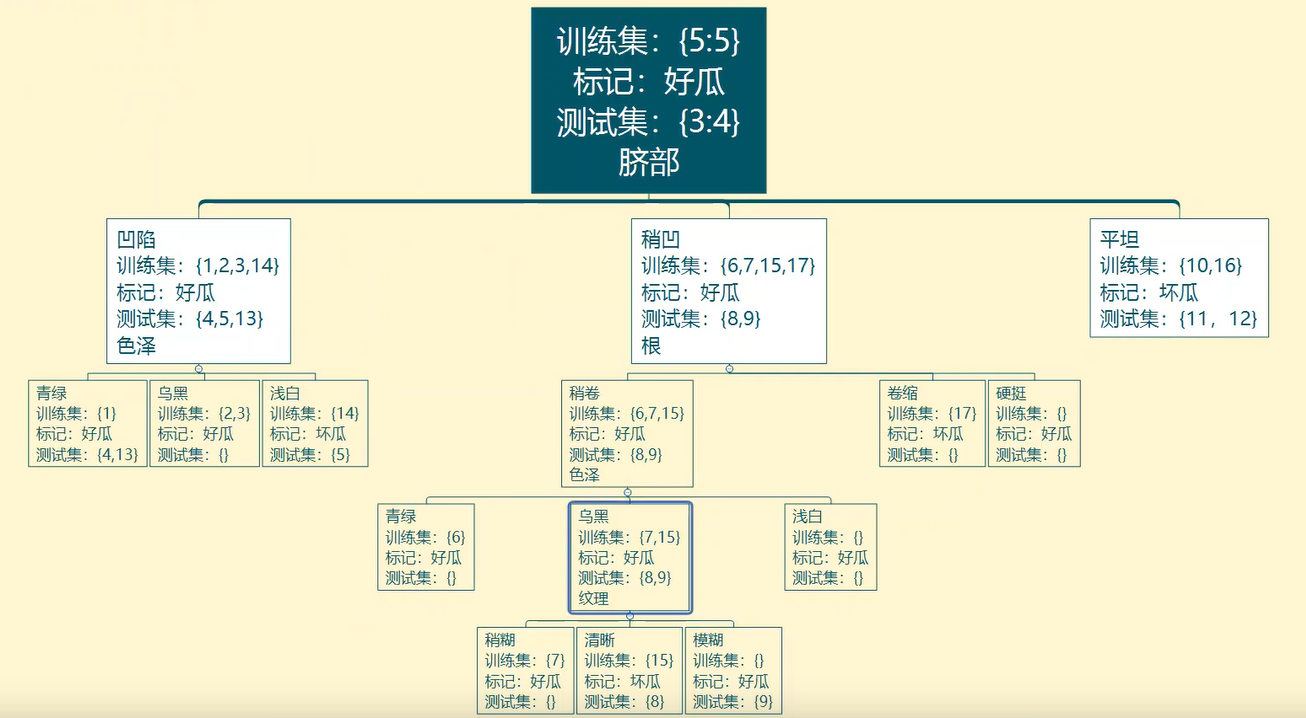 训练集：{5:5}
标记：好瓜
测试集：{3:4}
脐部
凹陷
训练集：{1,2,3,14}
标记：好瓜
测试集：{4,5,13}
色泽
稍凹
训练集：{6,7,15,17}
标记：好瓜
测试集：{8,9}
根
平坦
训练集：{10,16}
标记：坏瓜
测试集：{11，12}
青绿
训练集：{1}
标记：好瓜
测试集：{4,13}
乌黑
训练集：{2,3}
标记：好瓜
测试集：{}
浅白
训练集：{14}
标记：坏瓜
测试集：{5}
稍卷
训练集：{6,7,15}
标记：好瓜
测试集：{8,9}
色泽
卷缩
训练集：{17}
标记：坏瓜
测试集：{}
硬挺
训练集：{}
标记：好瓜
测试集：{}
青绿
训练集：{6}
标记：好瓜
测试集：{}
乌黑
训练集：{7,15}
标记：好瓜
测试集：{8,9}
纹理
浅白
训练集：{}
标记：好瓜
测试集：{}
稍糊
训练集：{7}
标记：好瓜
测试集：{}
清晰
训练集：{15}
标记：坏瓜
测试集：{8}
模糊
训练集：{}
标记：好瓜
测试集：{9}